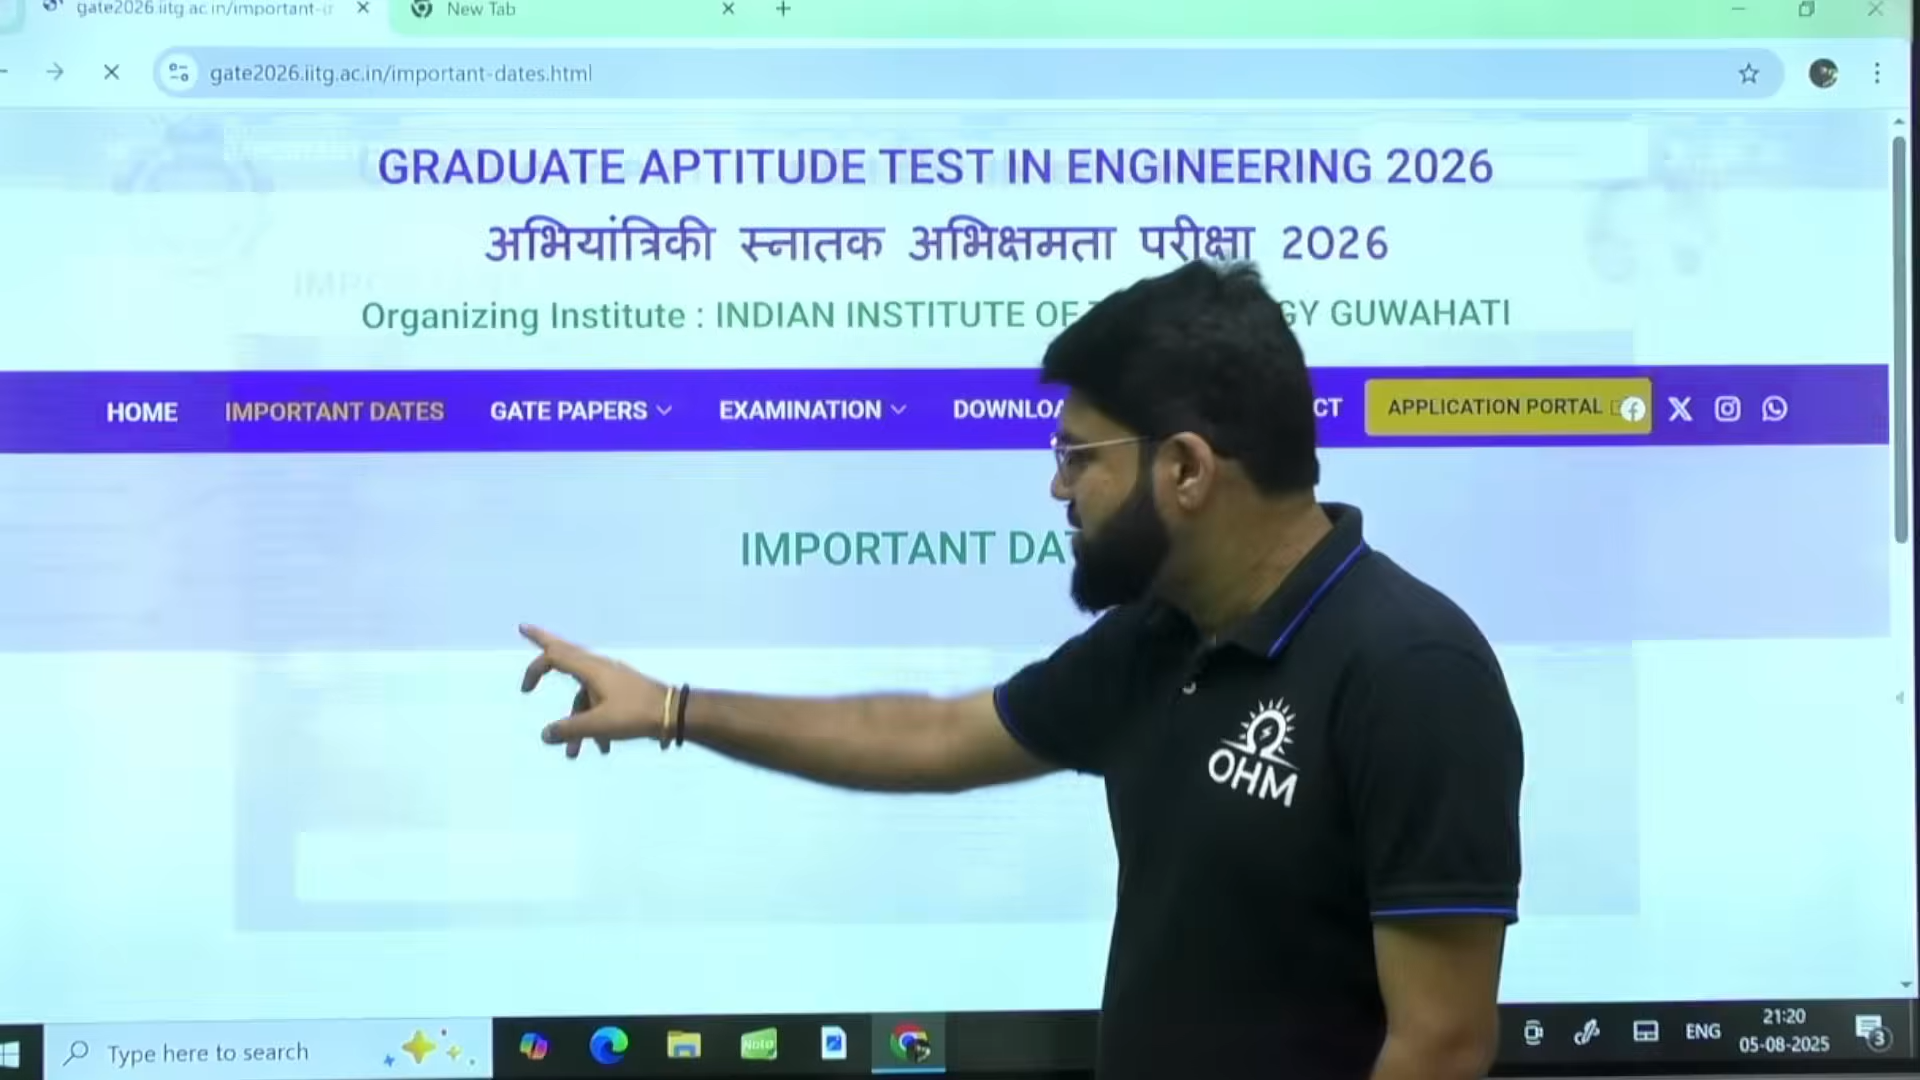 gate2026.iitg.ac.in/important-
New Tab
gate2026.iitg.ac.in/important-dates.html
GRADUATE APTITUDE TEST IN ENGINEERING 2026
अभियांत्रिकी स्नातक अभिक्षमता परीक्षा 2026
Organizing Institute : INDIAN INSTITUTE OF GY GUWAHATI
HOME IMPORTANT DATES GATE PAPERS EXAMINATION DOWNLOA CT APPLICATION PORTAL
IMPORTANT DAT
OHM
Type here to search
Note
ENG
21:20
05-08-2025
3